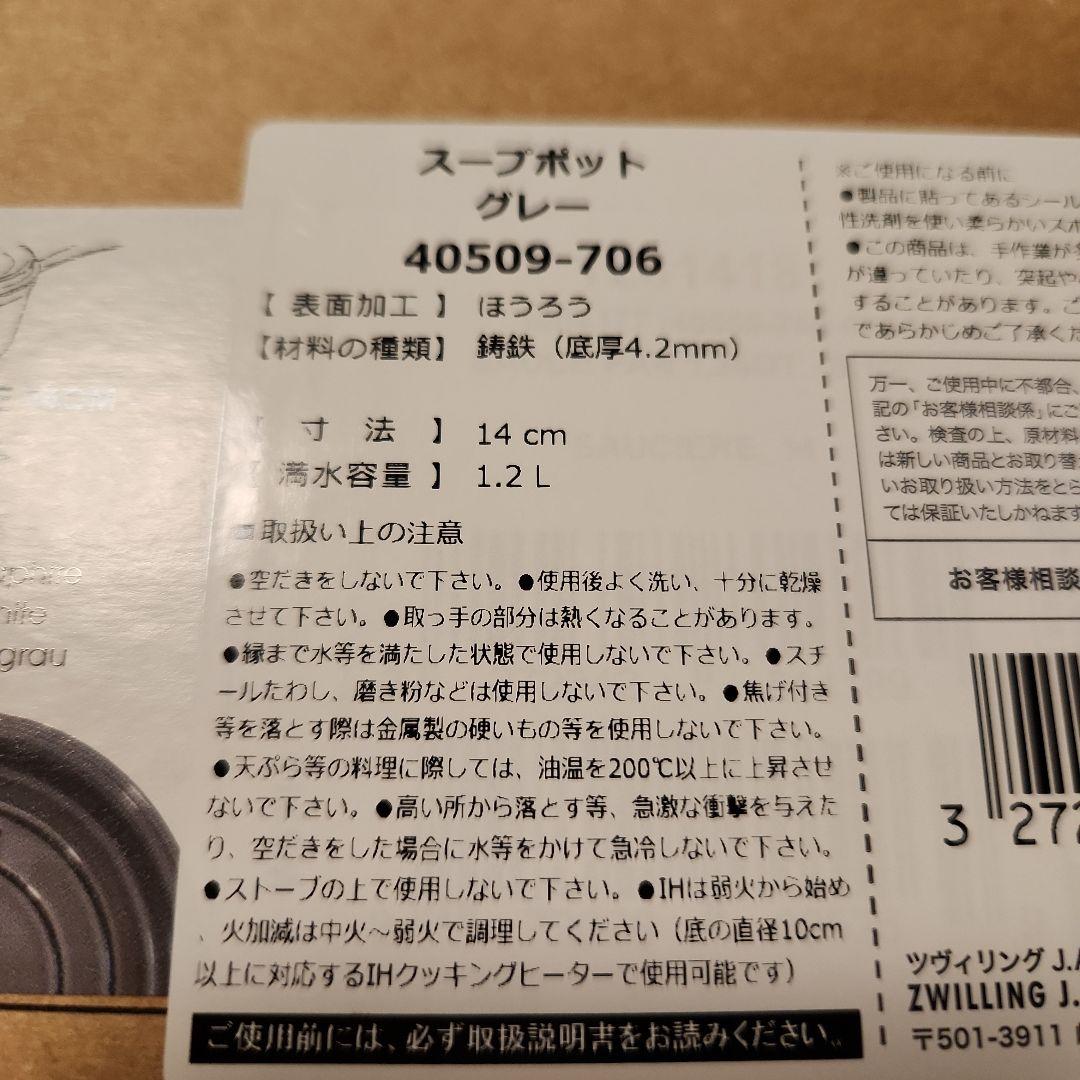 スープポット
グレー
40509-706
【 表面加工 】 ほうろう
【材料の種類】 鋳鉄（底厚4.2mm）
【 寸 法 】 14 cm
【 満水容量 】 1.2 L
■取扱い上の注意
●空だきをしないで下さい。●使用後よく洗い、十分に乾燥
させて下さい。●取っ手の部分は熱くなることがあります。
●縁まで水等を満たした状態で使用しないで下さい。●スチ
ールたわし、磨き粉などは使用しないで下さい。●焦げ付き
等を落とす際は金属製の硬いもの等を使用しないで下さい。
●天ぷら等の料理に際しては、油温を200℃以上に上昇させ
ないで下さい。●高い所から落とす等、急激な衝撃を与えた
り、空だきをした場合に水等をかけて急冷しないで下さい。
●ストーブの上で使用しないで下さい。●IHは弱火から始め
、火加減は中火～弱火で調理してください（底の直径10cm
以上に対応するIHクッキングヒーターで使用可能です）
ご使用前には、必ず取扱説明書をお読みください。
※ご使用になる前に
●製品に貼ってあるシール
性洗剤を使い柔らかいスポ
●この商品は、手作業が多
が違っていたり、突起や
することがあります。ご
であらかじめご了承くだ
万一、ご使用中に不都合、
記の「お客様相談係」にご
さい。検査の上、原材料
は新しい商品とお取り替
いお取り扱い方法をとら
ては保証いたしかねます
お客様相談
3 272
ツヴィリング J.A
ZWILLING J.
〒501-3911
grau